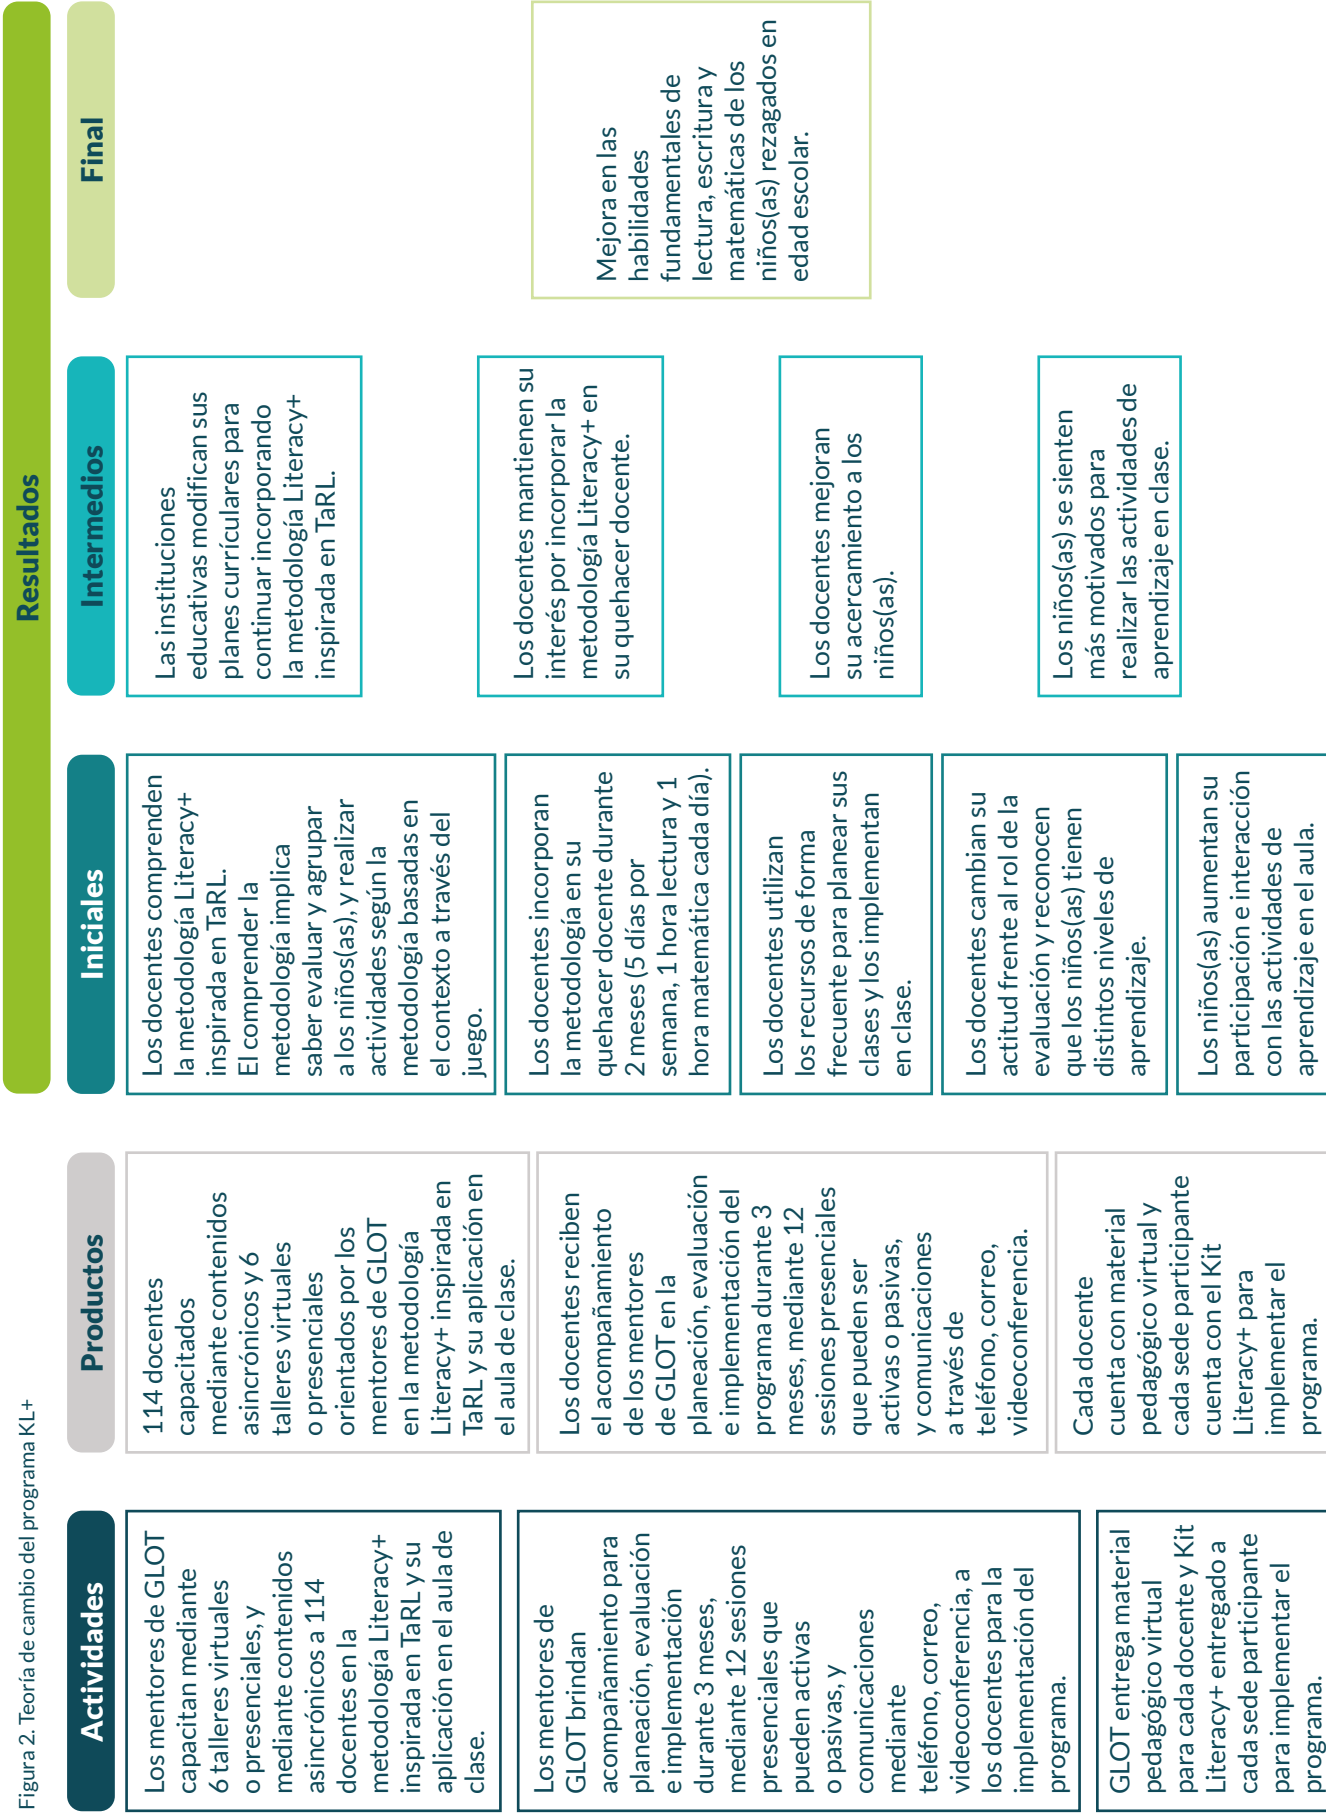 Figura 2. Teoría de cambio del programa KL+
Resultados
Actividades
Productos
Iniciales
Intermedios
Final
Los mentores de GLOT
capacitan mediante
6 talleres virtuales
o presenciales, y
mediante contenidos
asincrónicos a 114
docentes en la
metodología Literacy+
inspirada en TaRL y su
aplicación en el aula de
clase.
Los mentores de
GLOT brindan
acompañamiento para
planeación, evaluación
e implementación
durante 3 meses,
mediante 12 sesiones
presenciales que
pueden activas
o pasivas, y
comunicaciones
mediante
teléfono, correo,
videoconferencia, a
los docentes para la
implementación del
programa.
GLOT entrega material
pedagógico virtual
para cada docente y Kit
Literacy+ entregado a
cada sede participante
para implementar el
programa.
114 docentes
capacitados
mediante contenidos
asincrónicos y 6
talleres virtuales
o presenciales
orientados por los
mentores de GLOT
en la metodología
Literacy+ inspirada en
TaRL y su aplicación en
el aula de clase.
Los docentes reciben
el acompañamiento
de los mentores
de GLOT en la
planeación, evaluación
e implementación del
programa durante 3
meses, mediante 12
sesiones presenciales
que pueden ser
activas o pasivas,
y comunicaciones
a través de
teléfono, correo,
videoconferencia.
Cada docente
cuenta con material
pedagógico virtual y
cada sede participante
cuenta con el Kit
Literacy+ para
implementar el
programa.
Los docentes comprenden
la metodología Literacy+
inspirada en TaRL.
El comprender la
metodología implica
saber evaluar y agrupar
a los niños(as), y realizar
actividades según la
metodología basadas en
el contexto a través del
juego.
Los docentes incorporan
la metodología en su
quehacer docente durante
2 meses (5 días por
semana, 1 hora lectura y 1
hora matemática cada día).
Los docentes utilizan
los recursos de forma
frecuente para planear sus
clases y los implementan
en clase.
Los docentes cambian su
actitud frente al rol de la
evaluación y reconocen
que los niños(as) tienen
distintos niveles de
aprendizaje.
Los niños(as) aumentan su
participación e interacción
con las actividades de
aprendizaje en el aula.
Las instituciones
educativas modifican sus
planes currículares para
continuar incorporando
la metodología Literacy+
inspirada en TaRL.
Los docentes mantienen su
interés por incorporar la
metodología Literacy+ en
su quehacer docente.
Los docentes mejoran
su acercamiento a los
niños(as).
Los niños(as) se sienten
más motivados para
realizar las actividades de
aprendizaje en clase.
Mejora en las
habilidades
fundamentales de
lectura, escritura y
matemáticas de los
niños(as) rezagados en
edad escolar.